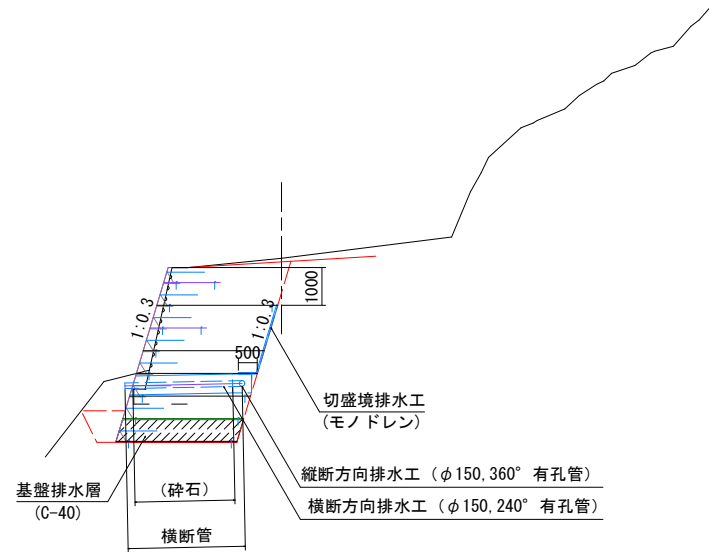 1000
1:0.3
1:0.3
500
切盛境排水工
(モノドレン)
縦断方向排水工（φ150,360°有孔管）
基盤排水層
(C-40)
(砕石)
横断方向排水工（φ150,240°有孔管）
横断管